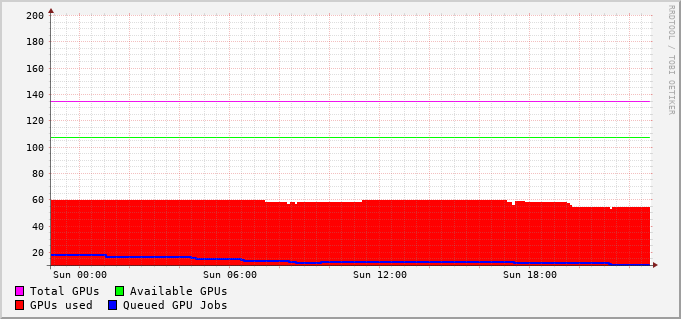 RRDTOOL / TOBI OETIKER
200
180
160
140
120
100
80
60
40
20
Sun 00:00 Sun 06:00 Sun 12:00 Sun 18:00
Total GPUs Available GPUs
GPUs used Queued GPU Jobs